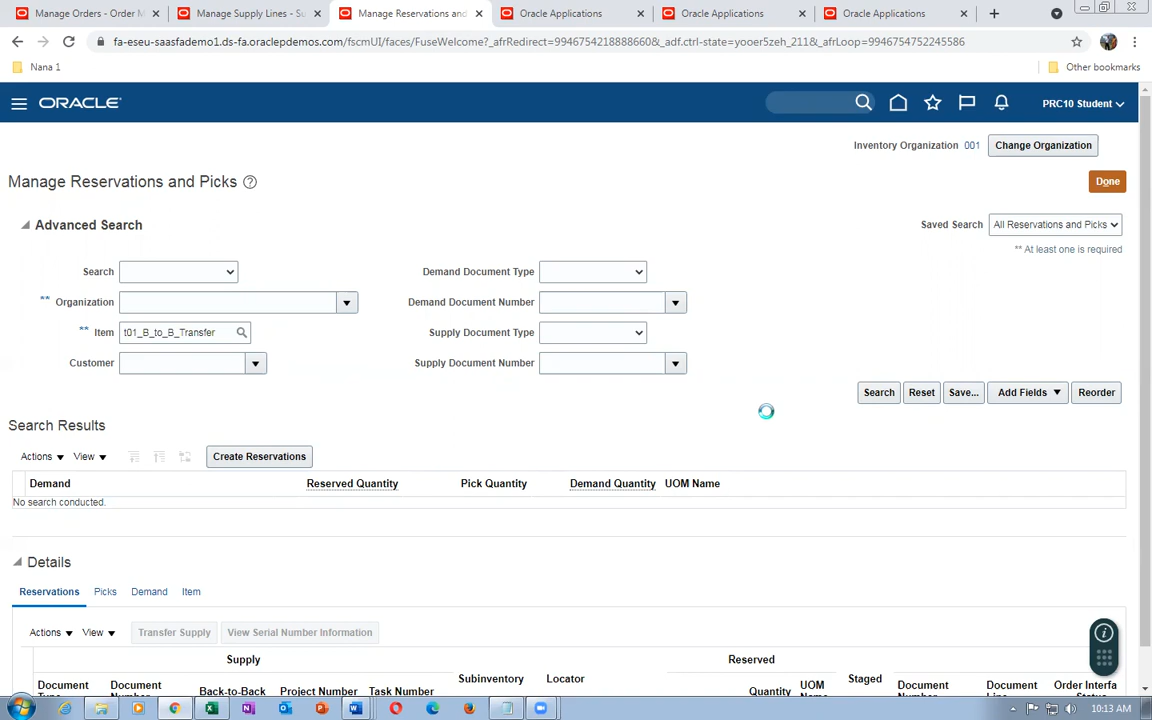 Manage Orders - Order M
Manage Supply Lines - Su
Manage Reservations and
Oracle Applications
Oracle Applications
Oracle Applications
fa-eseu-saasfademo1.ds-fa.oraclepdemos.com/fscmUI/faces/FuseWelcome?_afrRedirect=9946754218888660&_adf.ctrl-state=yooer5zeh_211&_afrLoop=9946754752245586
Nana 1
Other bookmarks
ORACLE
PRC10 Student
Inventory Organization 001 Change Organization
Manage Reservations and Picks
Done
Advanced Search
Saved Search All Reservations and Picks
** At least one is required
Search
Demand Document Type
** Organization
Demand Document Number
** Item t01_B_to_B_Transfer
Supply Document Type
Customer
Supply Document Number
Search Reset Save... Add Fields Reorder
Search Results
Actions View Create Reservations
Demand Reserved Quantity Pick Quantity Demand Quantity UOM Name
No search conducted.
Details
Reservations Picks Demand Item
Actions View Transfer Supply View Serial Number Information
Supply Reserved
Document Document Back-to-Back Project Number Task Number Subinventory Locator Quantity UOM Staged Document Document Order Interfa
10:13 AM